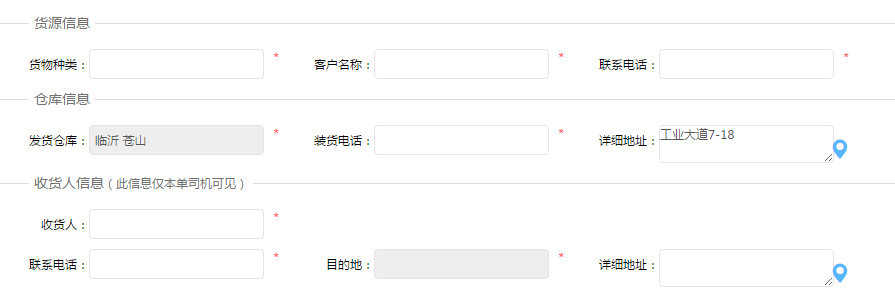 货源信息
货物种类： * 客户名称： * 联系电话： *
仓库信息
发货仓库： 临沂 苍山 * 装货电话： * 详细地址： 工业大道7-18
收货人信息（此信息仅本单司机可见）
收货人： *
联系电话： * 目的地： * 详细地址：